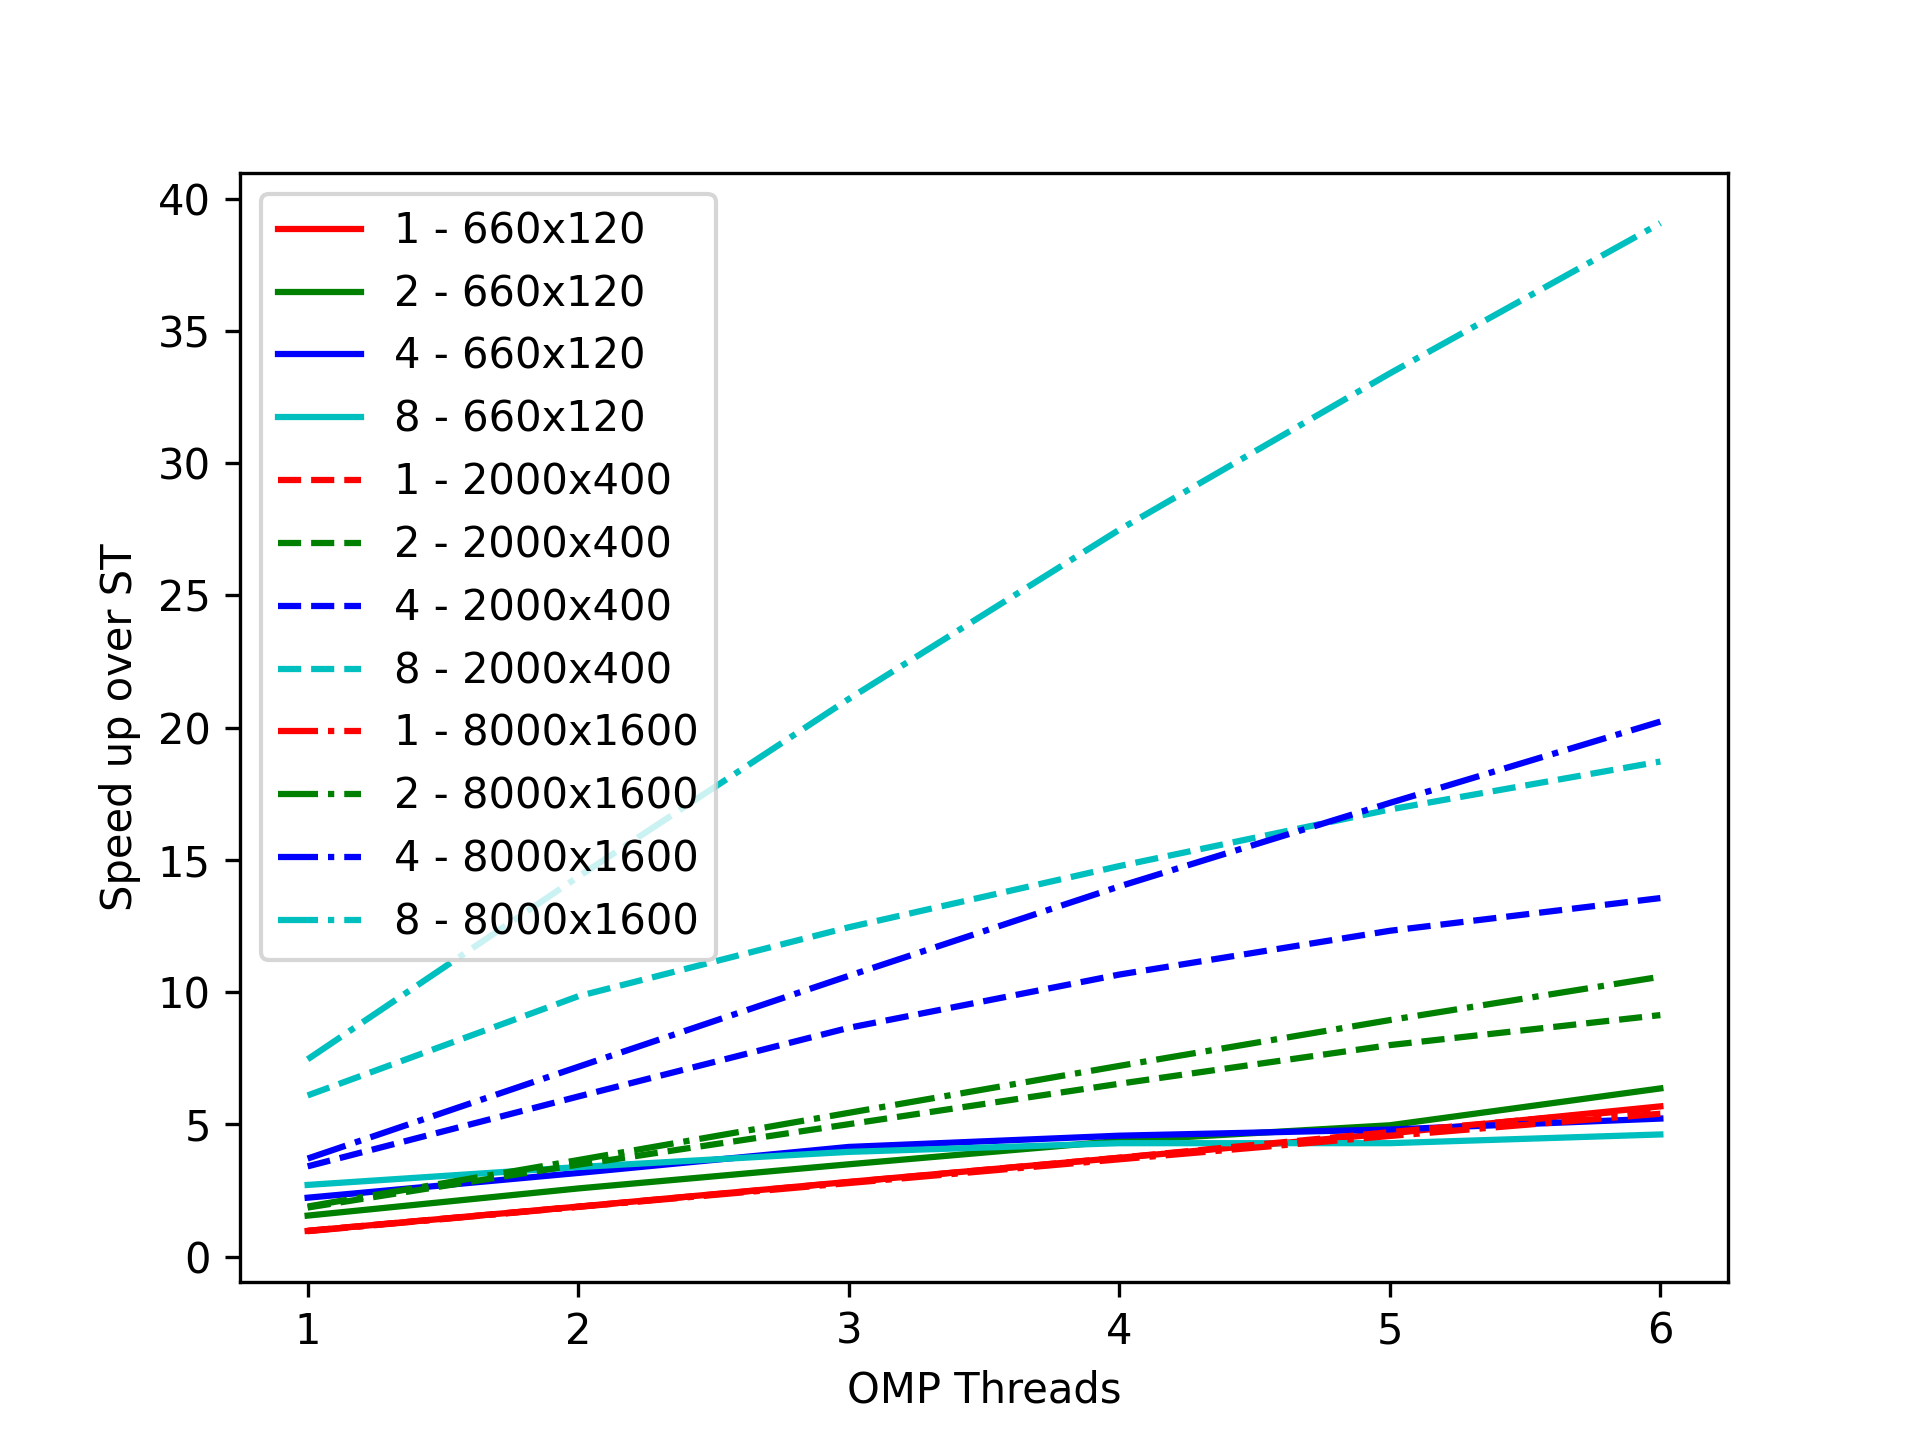 40
35
30
25
20
15
10
5
0
Speed up over ST
1 - 660x120
2 - 660x120
4 - 660x120
8 - 660x120
1 - 2000x400
2 - 2000x400
4 - 2000x400
8 - 2000x400
1 - 8000x1600
2 - 8000x1600
4 - 8000x1600
8 - 8000x1600
1 2 3 4 5 6
OMP Threads